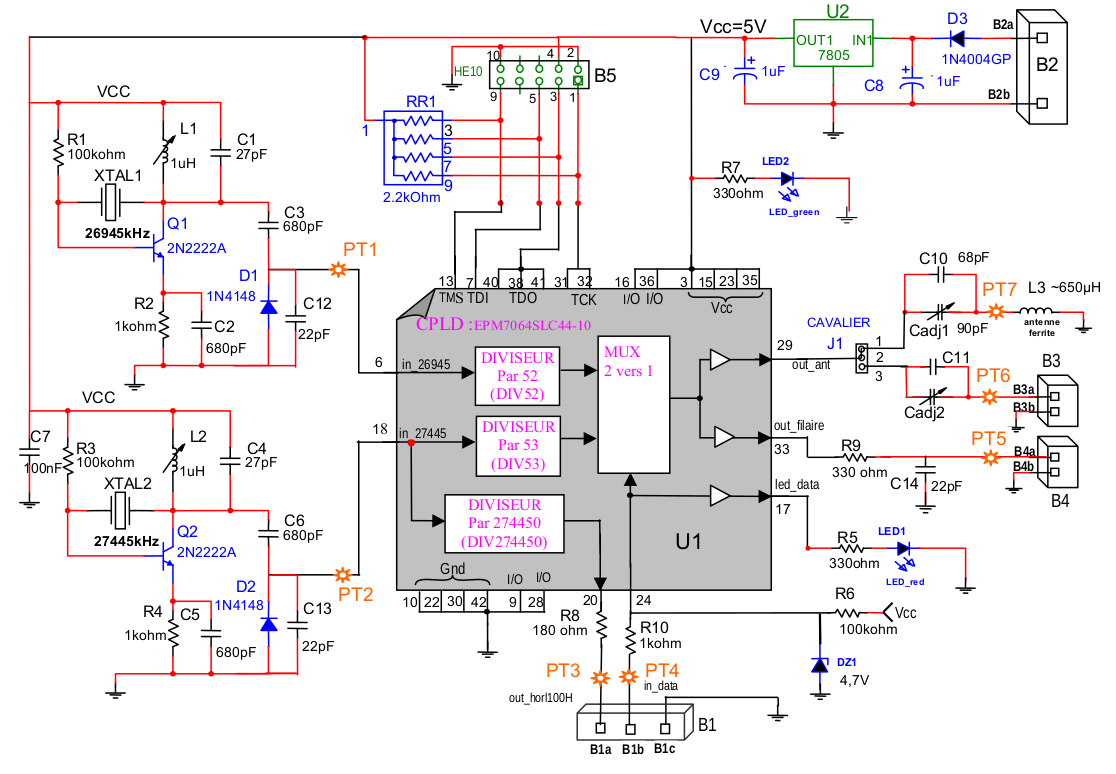 U2
Vcc=5V
OUT1
IN1
7805
D3
1N4004GP
B2a
B2
B2b
C9
1uF
C8
1uF
10
4
2
HE10
B5
9
5
3
1
RR1
1
3
5
7
9
2.2kOhm
VCC
R1
100kohm
L1
1uH
C1
27pF
XTAL1
26945kHz
Q1
2N2222A
C3
680pF
PT1
D1
1N4148
R2
1kohm
C2
680pF
C12
22pF
R7
330ohm
LED2
LED_green
13
7
40
38
41
31
32
16
36
3
15
23
35
TMS
TDI
TDO
TCK
I/O
I/O
Vcc
CPLD :EPM7064SLC44-10
C10
68pF
PT7
L3 ~650µH
Cadj1
90pF
antenne
ferrite
CAVALIER
J1
1
2
3
29
out_ant
C11
PT6
Cadj2
B3
B3a
B3b
6
in_26945
DIVISEUR
Par 52
(DIV52)
MUX
2 vers 1
VCC
18
in_27445
DIVISEUR
Par 53
(DIV53)
out_filaire
33
R9
330 ohm
PT5
C14
22pF
B4a
B4b
B4
C7
100nF
R3
100kohm
L2
1uH
C4
27pF
XTAL2
27445kHz
Q2
2N2222A
C6
680pF
PT2
D2
1N4148
R4
1kohm
C5
680pF
C13
22pF
DIVISEUR
Par 274450
(DIV274450)
led_data
17
U1
R5
330ohm
LED1
LED_red
Gnd
I/O
I/O
10
22
30
42
9
28
20
24
R8
180 ohm
R10
1kohm
R6
100kohm
Vcc
DZ1
4,7V
PT3
PT4
out_horl100H
in_data
B1
B1a
B1b
B1c